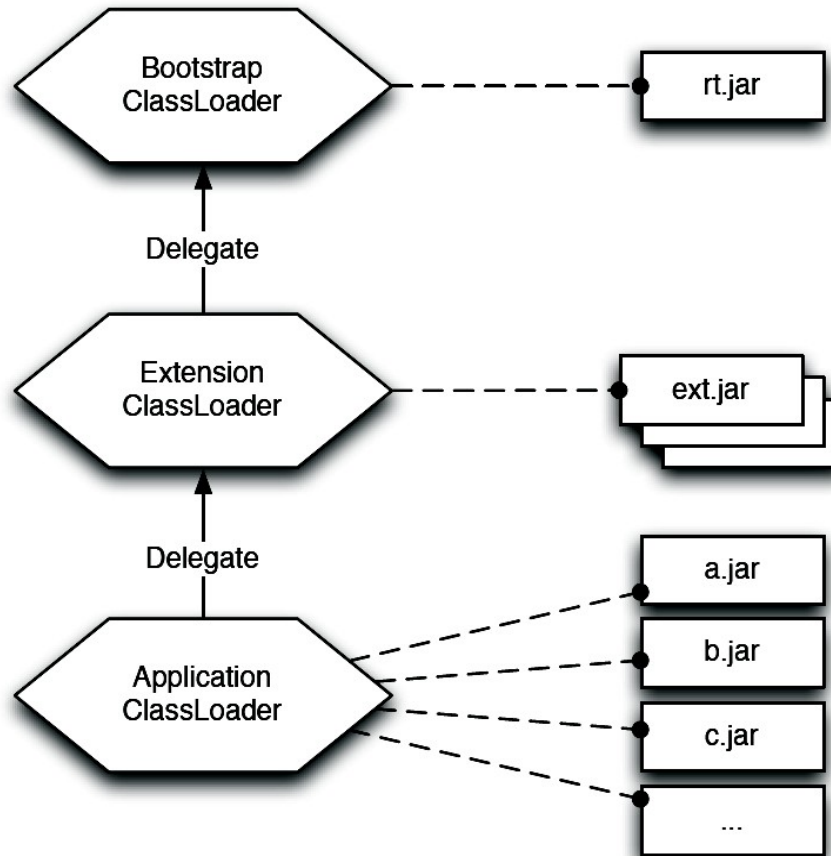 Bootstrap
ClassLoader
rt.jar
Delegate
Extension
ClassLoader
ext.jar
Delegate
Application
ClassLoader
a.jar
b.jar
c.jar
...